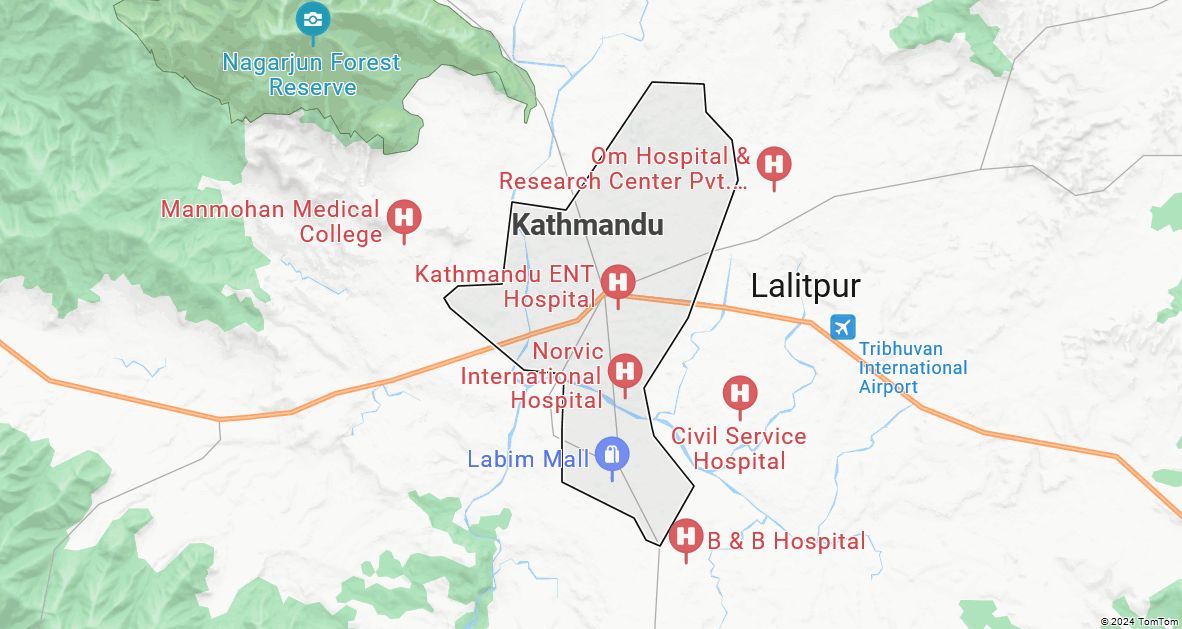 Nagarjun Forest
Reserve
Om Hospital &
Research Center Pvt....
Manmohan Medical
College
Kathmandu
Kathmandu ENT
Hospital
Lalitpur
Tribhuvan
International
Airport
Norvic
International
Hospital
Civil Service
Hospital
Labim Mall
B & B Hospital
© 2024 TomTom